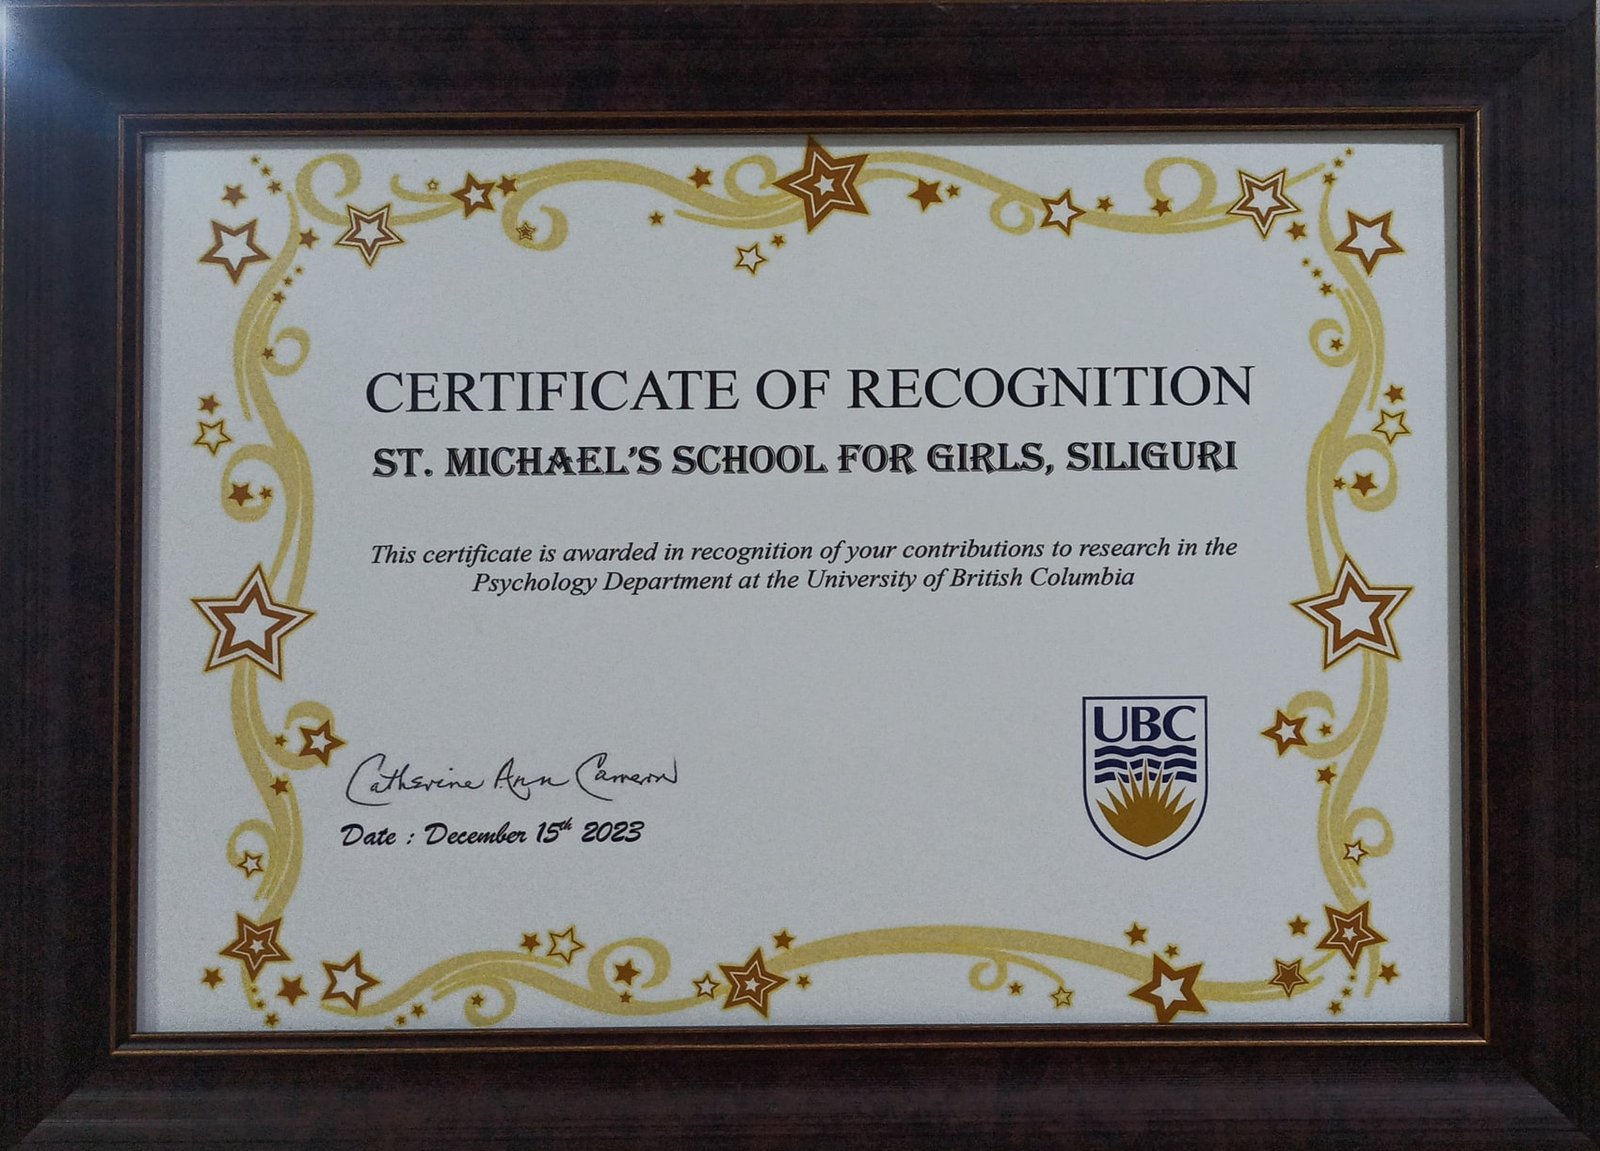 CERTIFICATE OF RECOGNITION
ST. MICHAEL'S SCHOOL FOR GIRLS, SILIGURI
This certificate is awarded in recognition of your contributions to research in the
Psychology Department at the University of British Columbia
UBC
Catherine Ann Cameron
Date : December 15th 2023